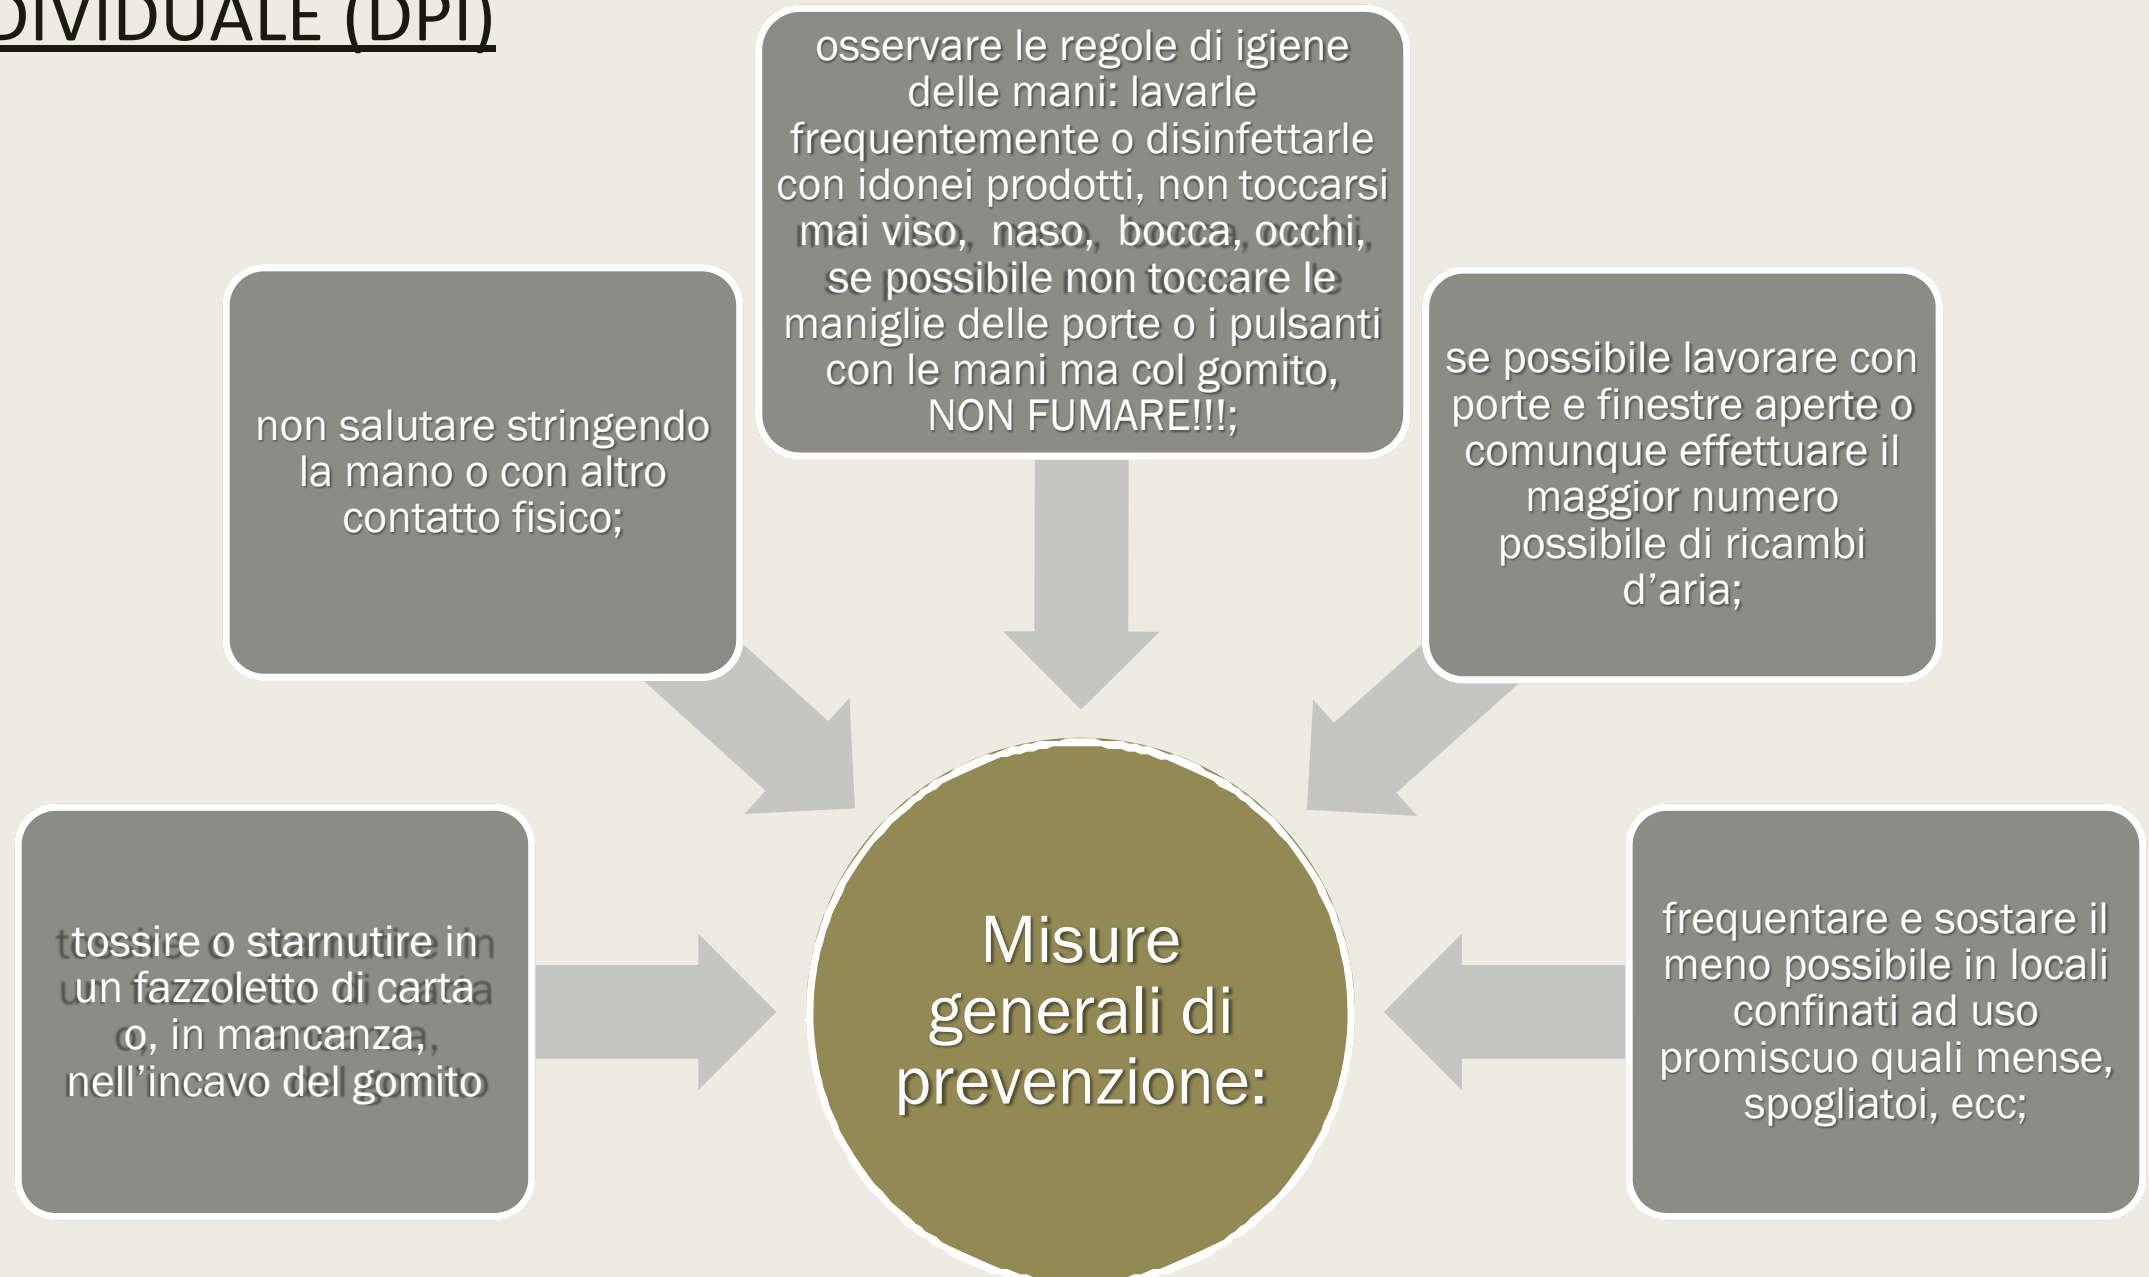 DIVIDUALE (DPI)
osservare le regole di igiene
delle mani: lavarle
frequentemente o disinfettarle
con idonei prodotti, non toccarsi
mai viso, naso, bocca, occhi,
se possibile non toccare le
maniglie delle porte o i pulsanti
con le mani ma col gomito,
NON FUMARE!!!;
non salutare stringendo
la mano o con altro
contatto fisico;
se possibile lavorare con
porte e finestre aperte o
comunque effettuare il
maggior numero
possibile di ricambi
d’aria;
tossire o starnutire in
un fazzoletto di carta
o, in mancanza,
nell’incavo del gomito
Misure
generali di
prevenzione:
frequentare e sostare il
meno possibile in locali
confinati ad uso
promiscuo quali mense,
spogliatoi, ecc;